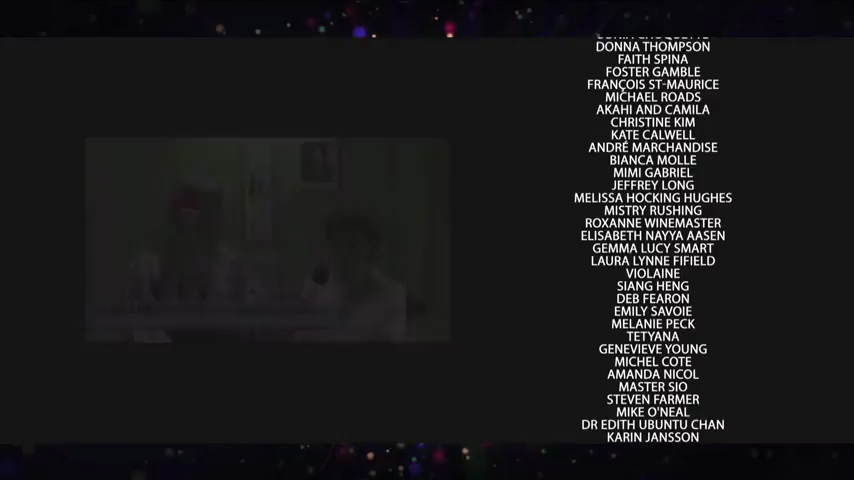 DONNA THOMPSON
FAITH SPINA
FOSTER GAMBLE
FRANÇOIS ST-MAURICE
MICHAEL ROADS
AKAHI AND CAMILA
CHRISTINE KIM
KATE CALWELL
ANDRÉ MARCHANDISE
BIANCA MOLLE
MIMI GABRIEL
JEFFREY LONG
MELISSA HOCKING HUGHES
MISTRY RUSHING
ROXANNE WINEMASTER
ELISABETH NAYYA AASEN
GEMMA LUCY SMART
LAURA LYNNE FIFIELD
VIOLAINE
SIANG HENG
DEB FEARON
EMILY SAVOIE
MELANIE PECK
TETYANA
GENEVIEVE YOUNG
MICHEL COTE
AMANDA NICOL
MASTER SIO
STEVEN FARMER
MIKE O'NEAL
DR EDITH UBUNTU CHAN
KARIN JANSSON